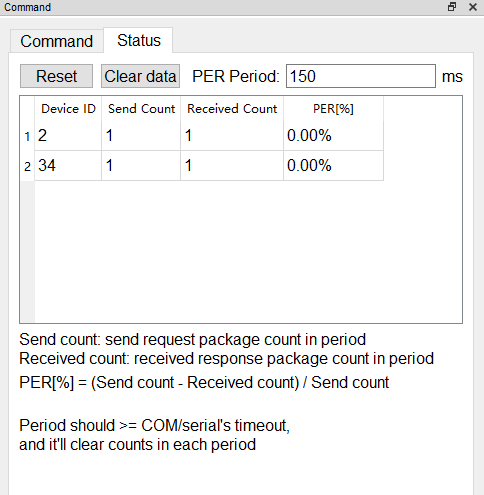 Command
Command Status
Reset Clear data PER Period: 150 ms
Device ID Send Count Received Count PER[%]
1 2 1 1 0.00%
2 34 1 1 0.00%
Send count: send request package count in period
Received count: received response package count in period
PER[%] = (Send count - Received count) / Send count
Period should >= COM/serial's timeout,
and it'll clear counts in each period